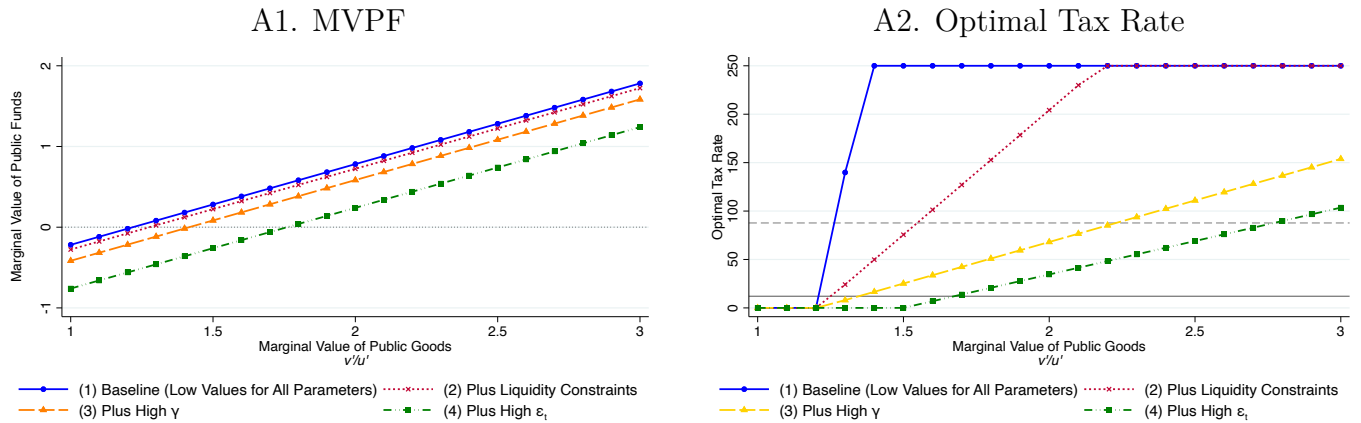 A1. MVPF
Marginal Value of Public Funds
2
1
0
-1
1
1.5
2
2.5
3
Marginal Value of Public Goods
v'/u'
(1) Baseline (Low Values for All Parameters)
(2) Plus Liquidity Constraints
(3) Plus High γ
(4) Plus High εt
A2. Optimal Tax Rate
Optimal Tax Rate
250
200
150
100
50
0
1
1.5
2
2.5
3
Marginal Value of Public Goods
v'/u'
(1) Baseline (Low Values for All Parameters)
(2) Plus Liquidity Constraints
(3) Plus High γ
(4) Plus High εt